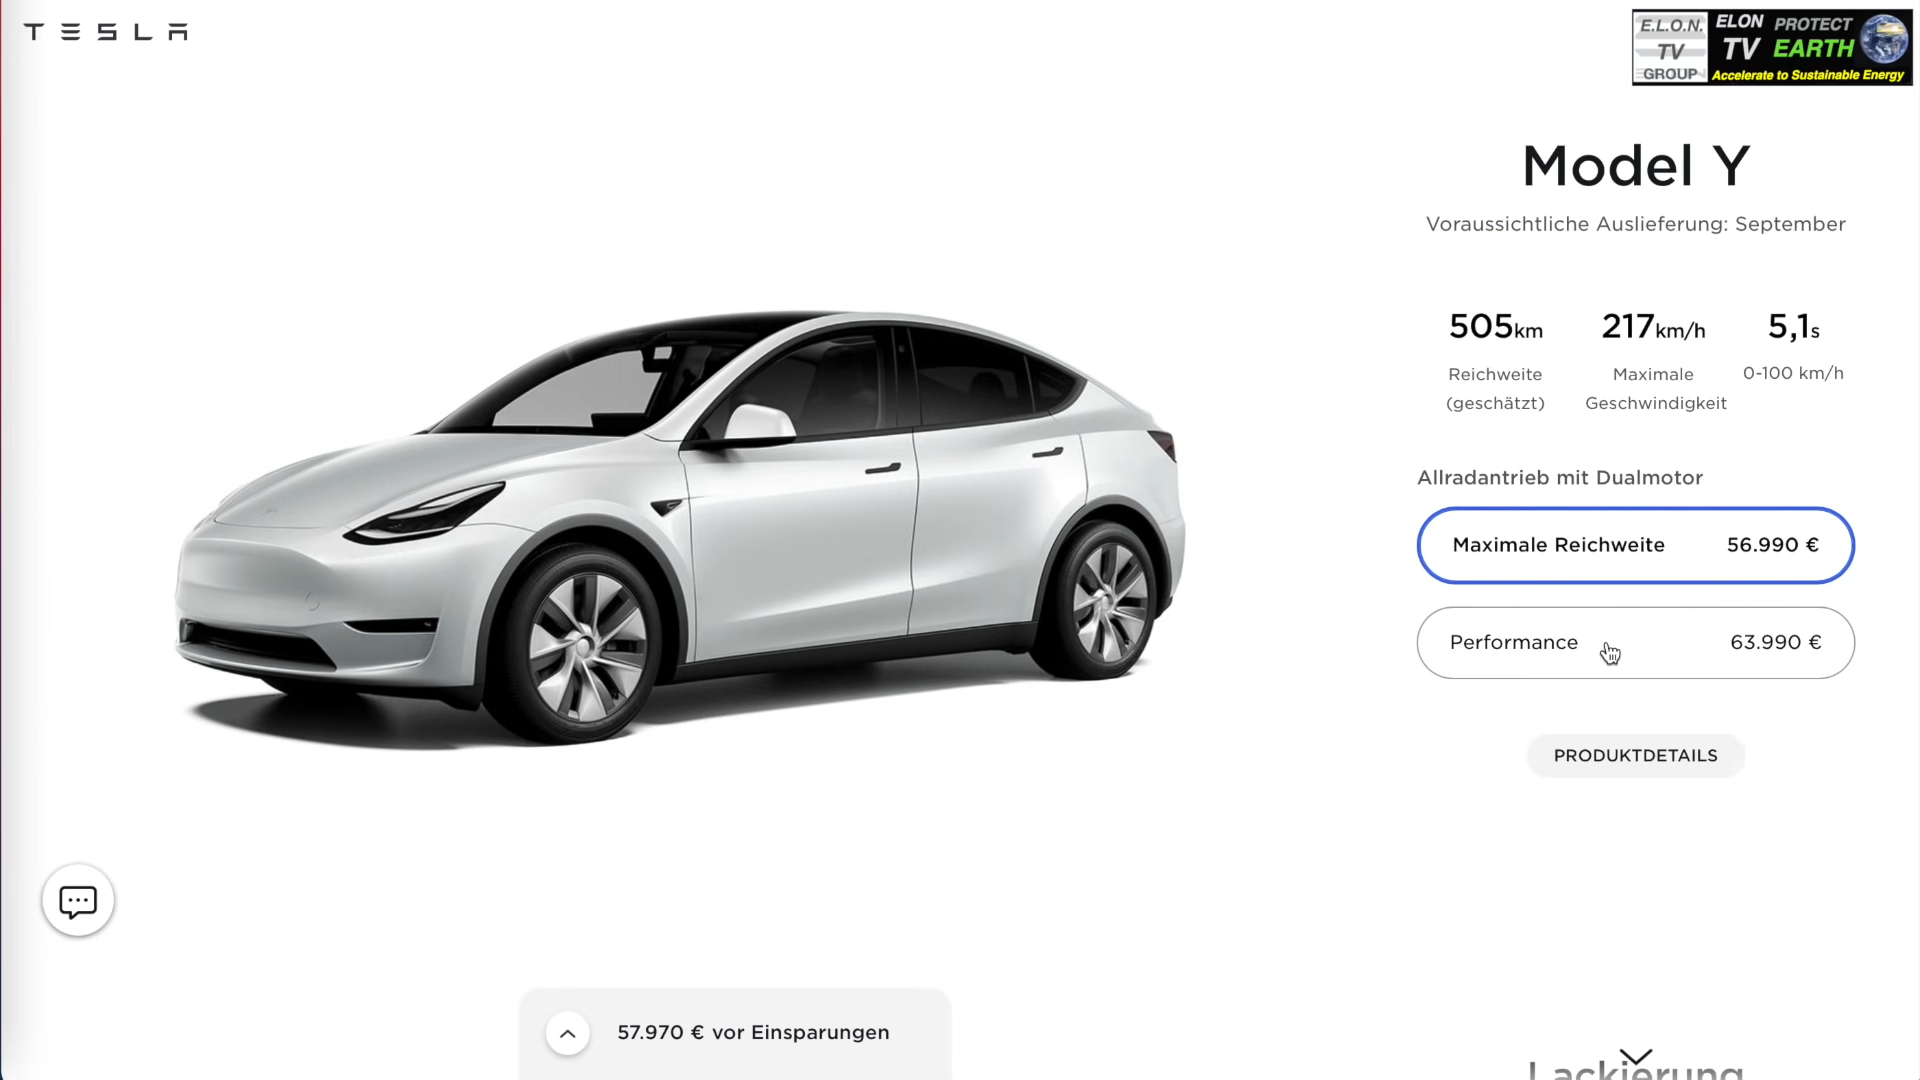 TESLA
E.L.O.N.
TV
GROUP
ELON PROTECT
TV EARTH
Accelerate to Sustainable Energy
Model Y
Voraussichtliche Auslieferung: September
505km
Reichweite
(geschätzt)
217km/h
Maximale
Geschwindigkeit
5,1s
0-100 km/h
Allradantrieb mit Dualmotor
Maximale Reichweite 56.990 €
Performance 63.990 €
PRODUKTDETAILS
57.970 € vor Einsparungen
Lackierung